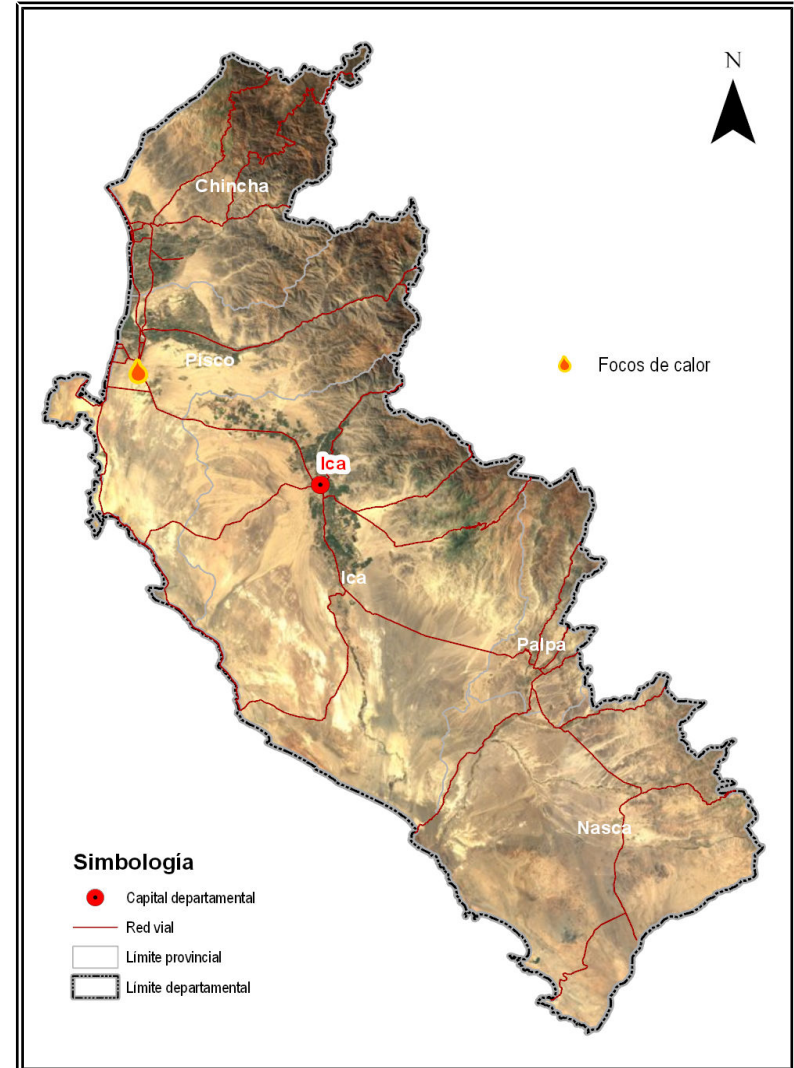 N
Chincha
Pisco
Focos de calor
Ica
Ica
Palpa
Nasca
Simbología
Capital departamental
Red vial
Límite provincial
Límite departamental